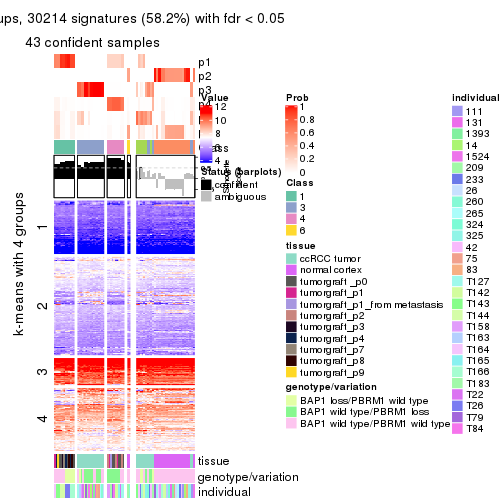 ups, 30214 signatures (58.2%) with fdr < 0.05
43 confident samples
p1
p2
p3
Value
12
10
8
6
4
Status (barplots)
confident
ambiguous
k-means with 4 groups
1
2
3
4
tissue
genotype/variation
individual
Prob
1
0.8
0.6
0.4
0.2
0
Class
1
3
4
6
tissue
ccRCC tumor
normal cortex
tumorgraft _p0
tumorgraft_p1
tumorgraft_p1_from metastasis
tumorgraft_p2
tumorgraft_p3
tumorgraft_p4
tumorgraft_p7
tumorgraft_p8
tumorgraft_p9
genotype/variation
BAP1 loss/PBRM1 wild type
BAP1 wild type/PBRM1 loss
BAP1 wild type/PBRM1 wild type
individual
111
131
1393
14
1524
209
233
26
260
265
324
325
42
75
83
T127
T142
T143
T144
T158
T163
T164
T165
T166
T183
T22
T26
T79
T84